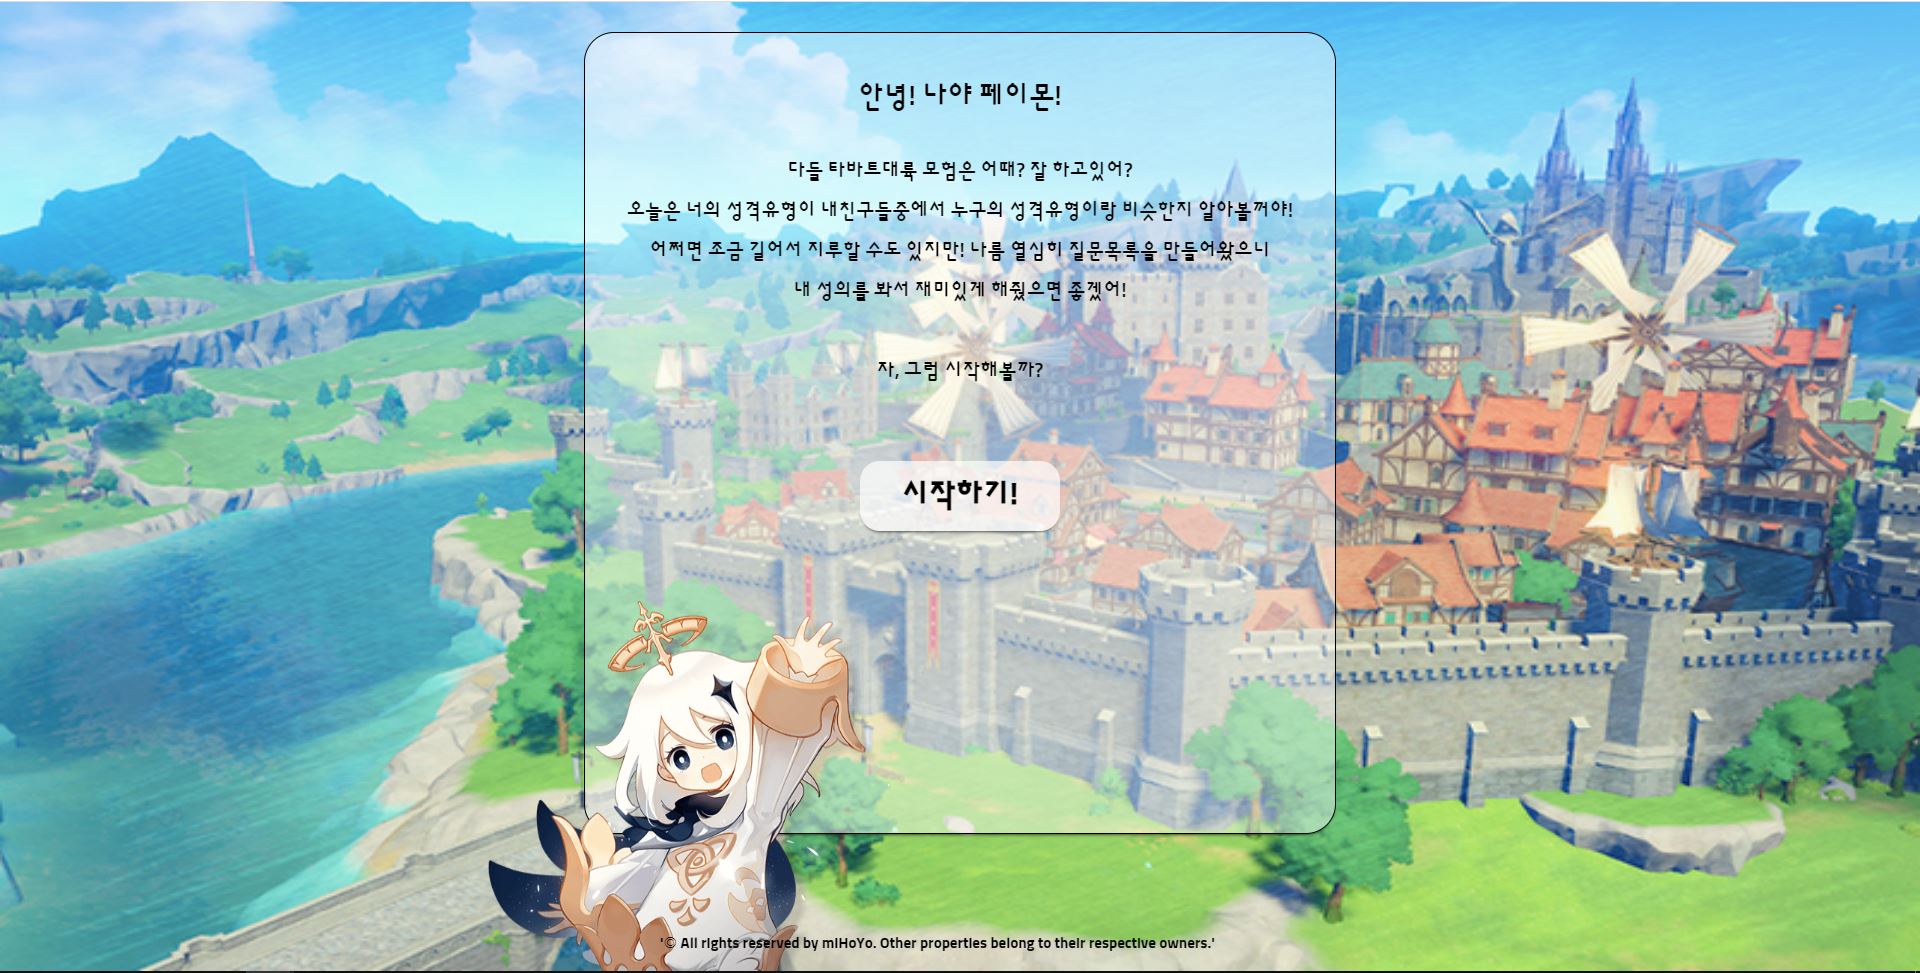 안녕! 나야 페이몬!
다들 타바트대륙 모험은 어때? 잘 하고있어?
오늘은 너의 성격유형이 내친구들중에서 누구의 성격유형이랑 비슷한지 알아볼꺼야!
어쩌면 조금 길어서 지루할 수도 있지만! 나름 열심히 질문목록을 만들어왔으니
내 성의를 봐서 재미있게 해줬으면 좋겠어!
자, 그럼 시작해볼까?
시작하기!
'© All rights reserved by miHoYo. Other properties belong to their respective owners.'